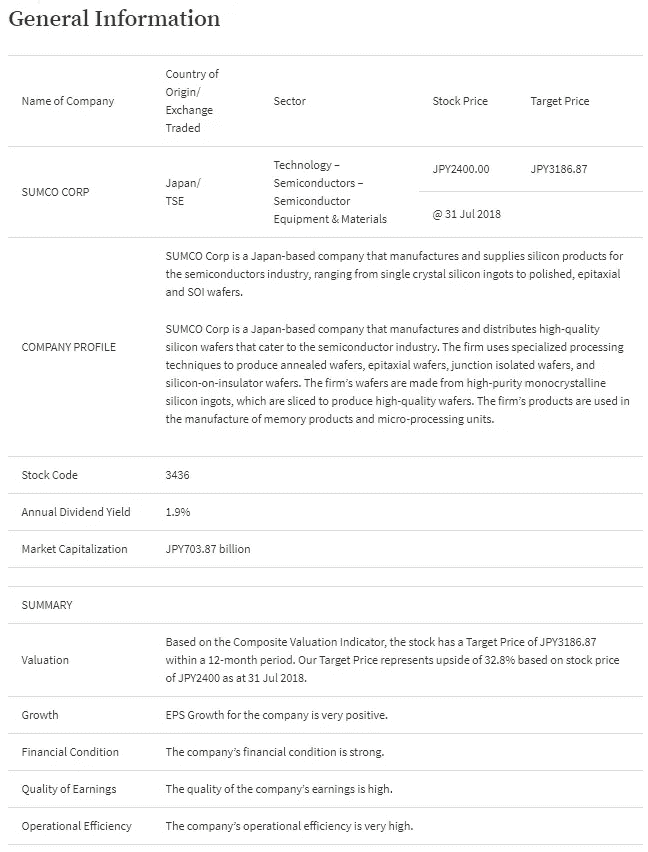 General Information
Name of Company
Country of
Origin/
Exchange
Traded
Sector
Stock Price
Target Price
SUMCO CORP
Japan/
TSE
Technology –
Semiconductors –
Semiconductor
Equipment & Materials
JPY2400.00
JPY3186.87
@ 31 Jul 2018
COMPANY PROFILE
SUMCO Corp is a Japan-based company that manufactures and supplies silicon products for
the semiconductors industry, ranging from single crystal silicon ingots to polished, epitaxial
and SOI wafers.
SUMCO Corp is a Japan-based company that manufactures and distributes high-quality
silicon wafers that cater to the semiconductor industry. The firm uses specialized processing
techniques to produce annealed wafers, epitaxial wafers, junction isolated wafers, and
silicon-on-insulator wafers. The firm’s wafers are made from high-purity monocrystalline
silicon ingots, which are sliced to produce high-quality wafers. The firm’s products are used in
the manufacture of memory products and micro-processing units.
Stock Code
3436
Annual Dividend Yield
1.9%
Market Capitalization
JPY703.87 billion
SUMMARY
Valuation
Based on the Composite Valuation Indicator, the stock has a Target Price of JPY3186.87
within a 12-month period. Our Target Price represents upside of 32.8% based on stock price
of JPY2400 as at 31 Jul 2018.
Growth
EPS Growth for the company is very positive.
Financial Condition
The company’s financial condition is strong.
Quality of Earnings
The quality of the company’s earnings is high.
Operational Efficiency
The company’s operational efficiency is very high.